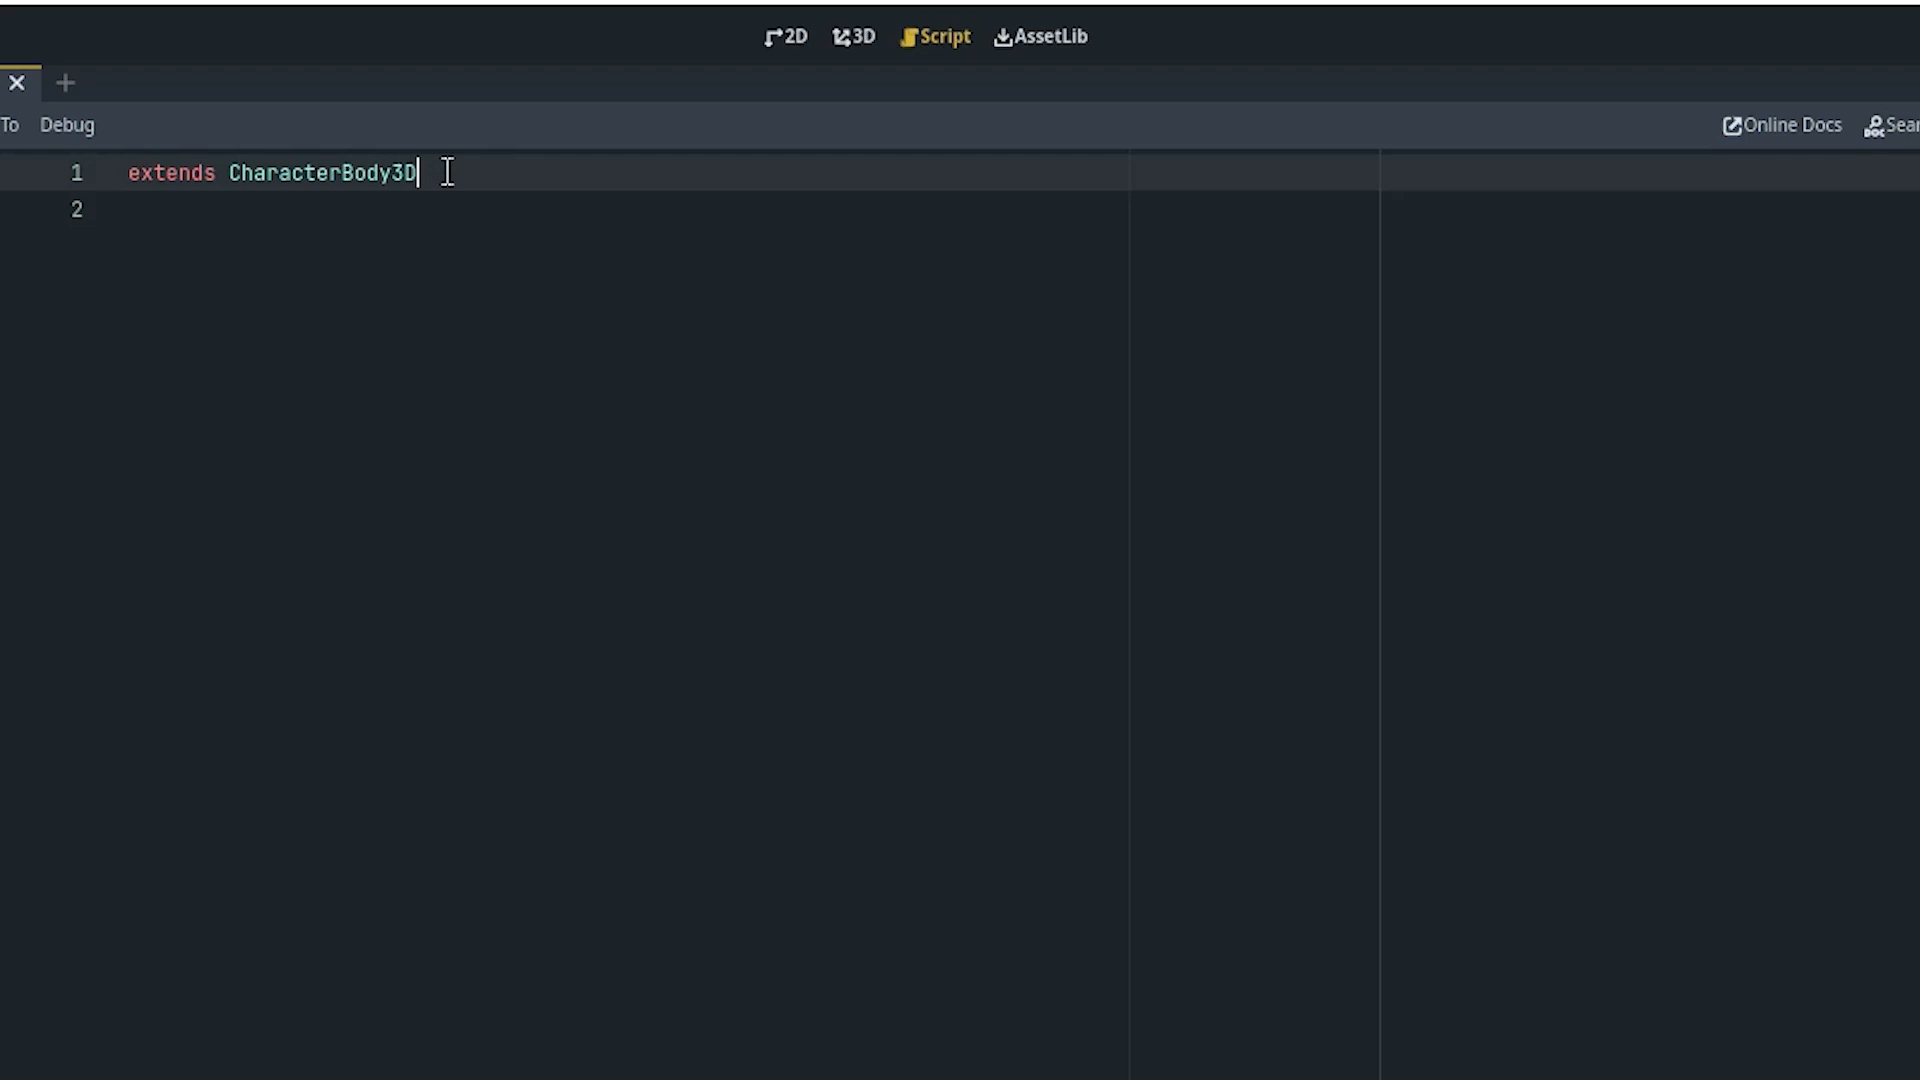 2D 3D Script AssetLib
To Debug Online Docs Sear
1 extends CharacterBody3D
2